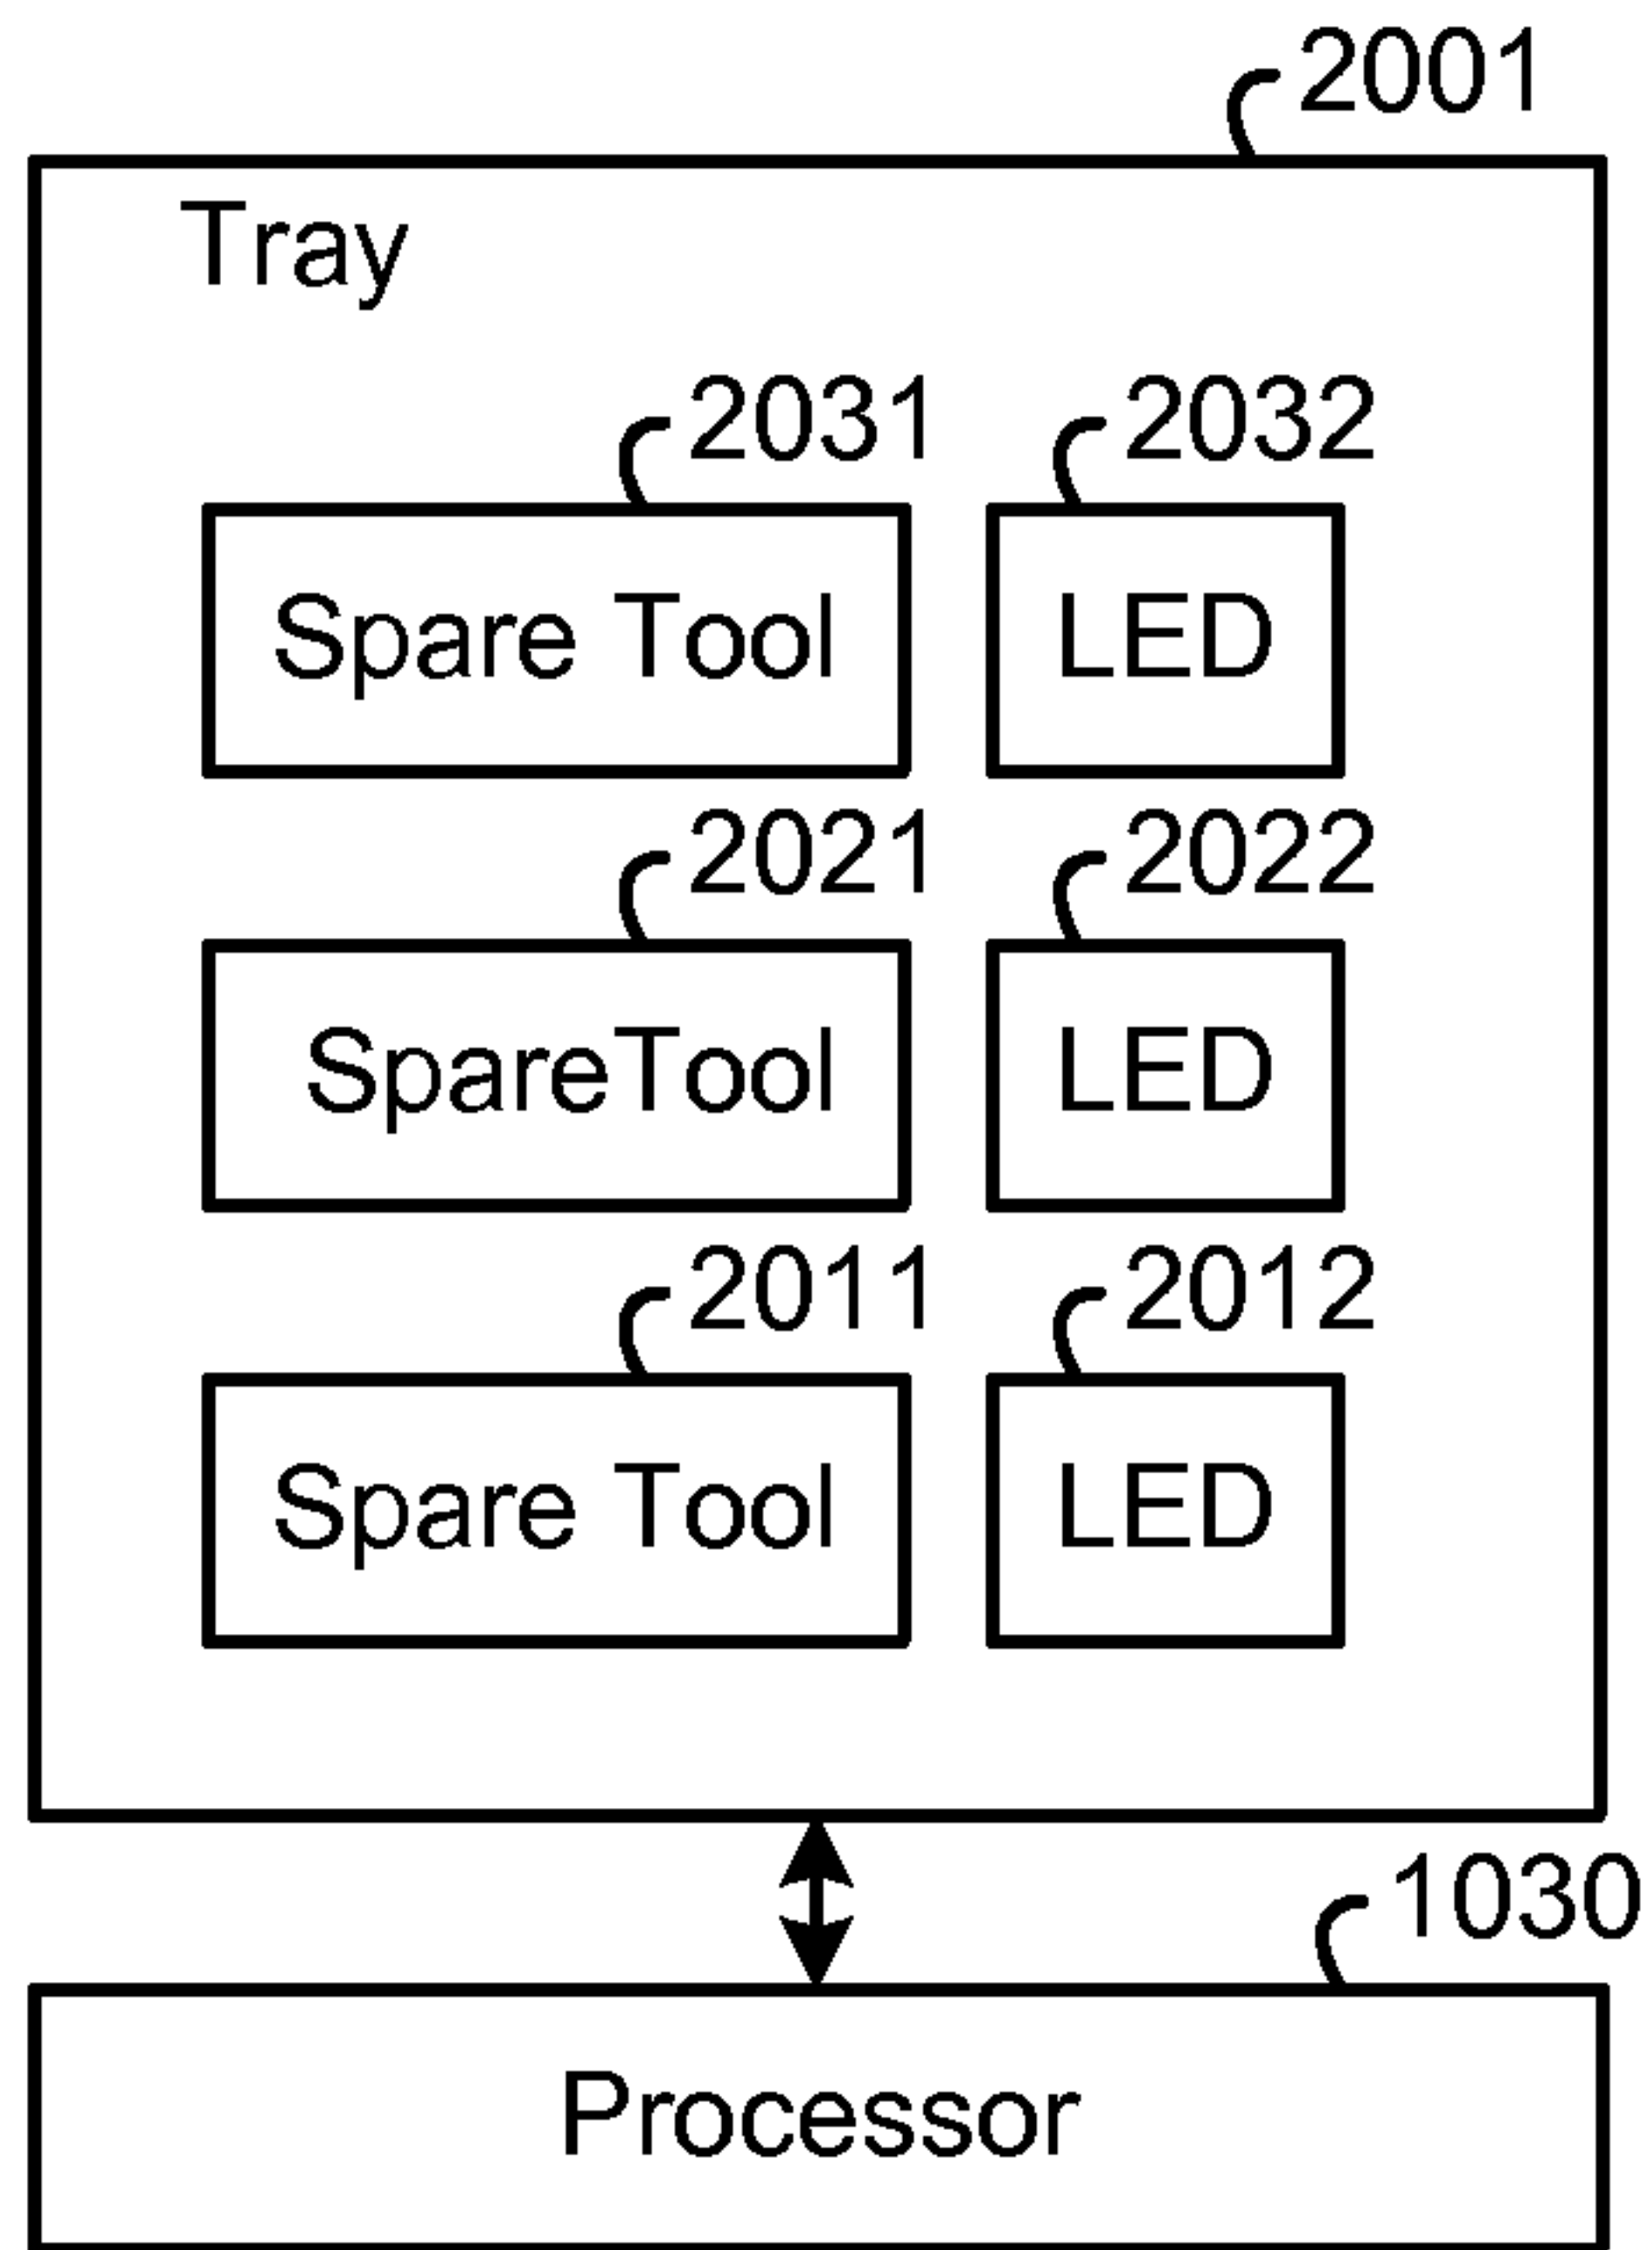 2001
Tray
2031 2032
Spare Tool LED
2021 2022
SpareTool LED
2011 2012
Spare Tool LED
1030
Processor